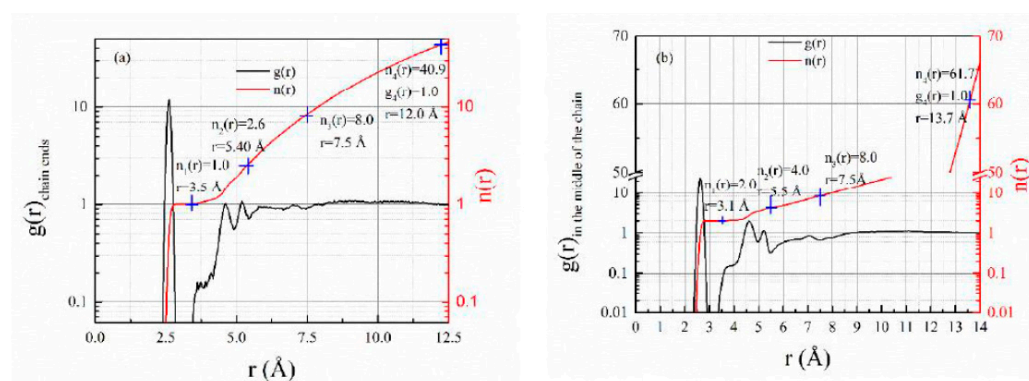 (a)
g(r)
n(r)
n₄(r)=40.9
g₄(r)−1.0
r=12.0 Å
n₂(r)=2.6
r=5.40 Å
n₃(r)=8.0
r=7.5 Å
n₁(r)=1.0
r=3.5 Å
10
1
0.1
10
1
0.1
g(r)chain ends
n(r)
0.0 2.5 5.0 7.5 10.0 12.5
r (Å)
(b)
g(r)
n(r)
n₄(r)=61.7
g₄(r)−1.0
r=13.7 Å
n₁(r)=2.0
r=3.1 Å
n₂(r)=4.0
r=5.5 Å
n₃(r)=8.0
r=7.5Å
70
60
50
10
1
0.1
0.01
70
60
50
10
1
0.1
0.01
g(r)in the middle of the chain
n(r)
0 1 2 3 4 5 6 7 8 9 10 11 12 13 14
r (Å)